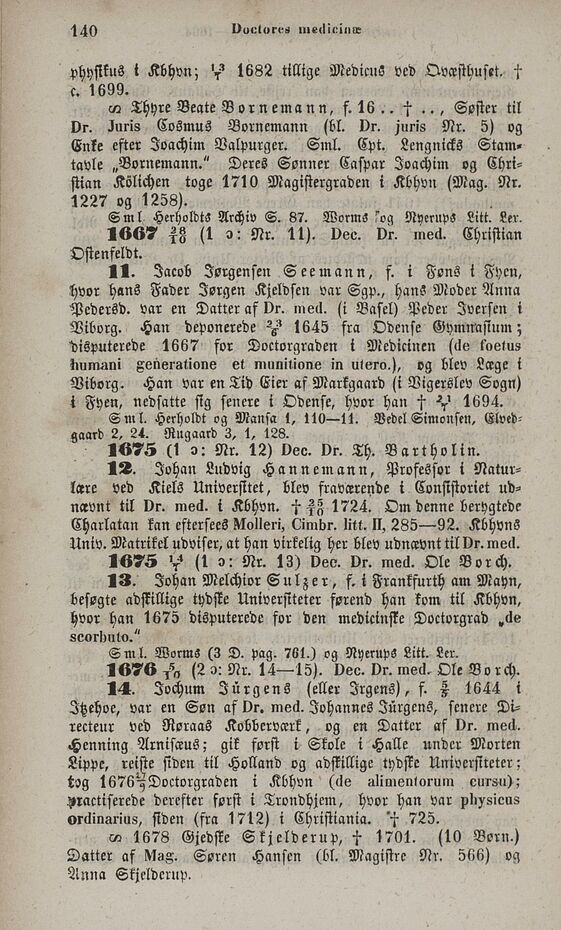 140 Doctores medicinæ
physikus i Kbhvn; 1682 tillige Medicus ved Qvæsthuset. †
c. 1699.
∞ Thyre Beate Bornemann, f. 16 .. † .., Søster til
Dr. Juris Cosmus Bornemann (bl. Dr. juris Nr. 5) og
Enke efter Joachim Valpurger. Sml. Cpt. Lengnicks Stam-
tavle „Bornemann.“ Deres Sønner Caspar Joachim og Chri-
stian Kölichen toge 1710 Magistergraden i Kbhvn (Mag. Nr.
1227 og 1258).
Sml. Herholdts Archiv S. 87. Worms og Nyerups Litt. Lex.
1667 28/10 (1 ɔ: Nr. 11). Dec. Dr. med. Christian
Ostenfeldt.
11. Jacob Jørgensen Seemann, f. i Føns i Fyen,
hvor hans Fader Jørgen Kjeldsen var Sgp., hans Moder Anna
Pedersd. var en Datter af Dr. med. (i Basel) Peder Iversen i
Viborg. Han deponerede 23/6 1645 fra Odense Gymnasium;
disputerede 1667 for Doctorgraden i Medicinen (de foetus
humani generatione et munitione in utero.), og blev Læge i
Viborg. Han var en Tid Eier af Markgaard (i Vigerslev Sogn)
i Fyen, nedsatte sig senere i Odense, hvor han † 1694.
Sml. Herholdt og Mansa 1, 110—11. Vedel Simonsen, Elved-
gaard 2, 24. Rugaard 3, 1, 128.
1675 (1 ɔ: Nr. 12) Dec. Dr. Th. Bartholin.
12. Johan Ludvig Hannemann, Professor i Natur-
lære ved Kiels Universitet, blev fraværende i Consistoriet ud-
nævnt til Dr. med. i Kbhvn. † 25/10 1724. Om denne berygtede
Charlatan kan eftersees Molleri, Cimbr. litt. II, 285—92. Kbhvns
Univ. Matrikel udviser, at han virkelig her blev udnævnt til Dr. med.
1675 (1 ɔ: Nr. 13) Dec. Dr. med. Ole Borch.
13. Johan Melchior Sulzer, f. i Frankfurth am Mayn,
besøgte adskillige tydske Universiteter førend han kom til Kbhvn,
hvor han 1675 disputerede for den medicinske Doctorgrad „de
scorbuto.“
Sml. Worms (3 D. pag. 761.) og Nyerups Litt. Lex.
1676 5/10 (2 ɔ: Nr. 14—15). Dec. Dr. med. Ole Borch.
14. Jochum Jürgens (eller Irgens), f. 1644 i
Itzehoe, var en Søn af Dr. med. Johannes Jürgens, senere Di-
recteur ved Røraas Kobberværk, og en Datter af Dr. med.
Henning Arnisæus; gik først i Skole i Halle under Morten
Lippe, reiste siden til Holland og adskillige tydske Universiteter;
tog 1676 Doctorgraden i Kbhvn (de alimentorum cursu);
practiserede derefter først i Trondhjem, hvor han var physicus
ordinarius, siden (fra 1712) i Christiania. † 725.
∞ 1678 Gjedske Skjelderup, † 1701. (10 Børn.)
Datter af Mag. Søren Hansen (bl. Magistre Nr. 566) og
Anna Skjelderup.